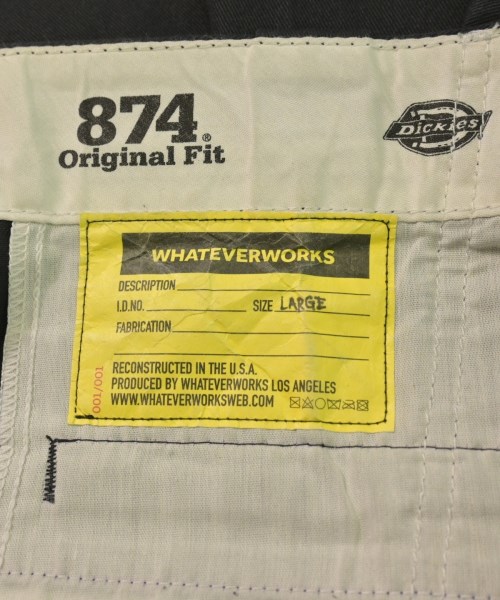 874®
Original Fit
Dickies
WHATEVERWORKS
DESCRIPTION
I.D.NO. SIZE LARGE
FABRICATION
RECONSTRUCTED IN THE U.S.A.
PRODUCED BY WHATEVERWORKS LOS ANGELES
WWW.WHATEVERWORKSWEB.COM
001/001